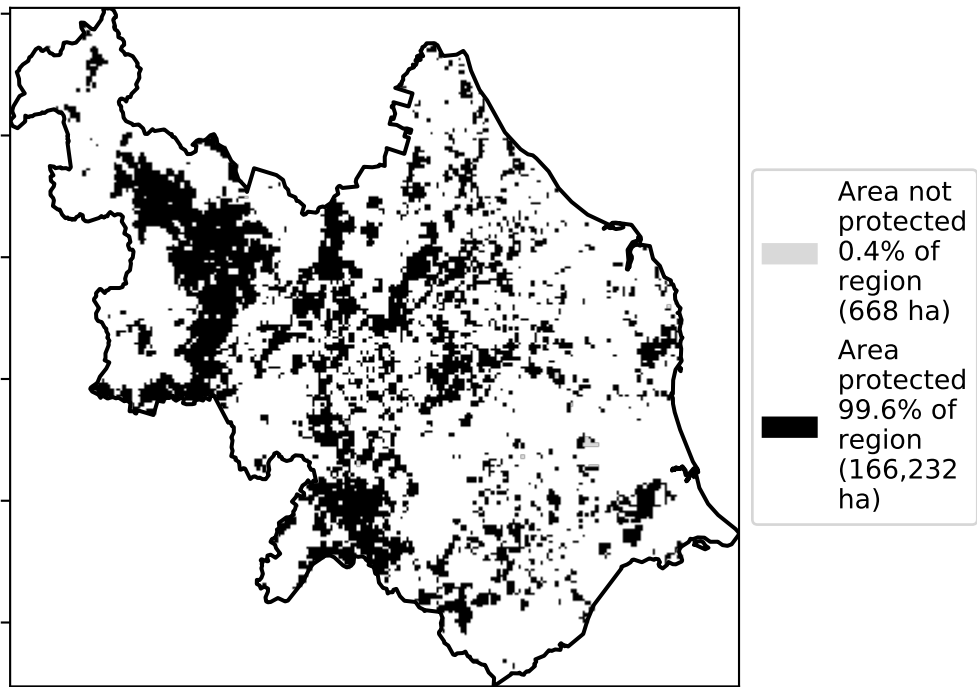 Area not
protected
0.4% of
region
(668 ha)
Area
protected
99.6% of
region
(166,232
ha)